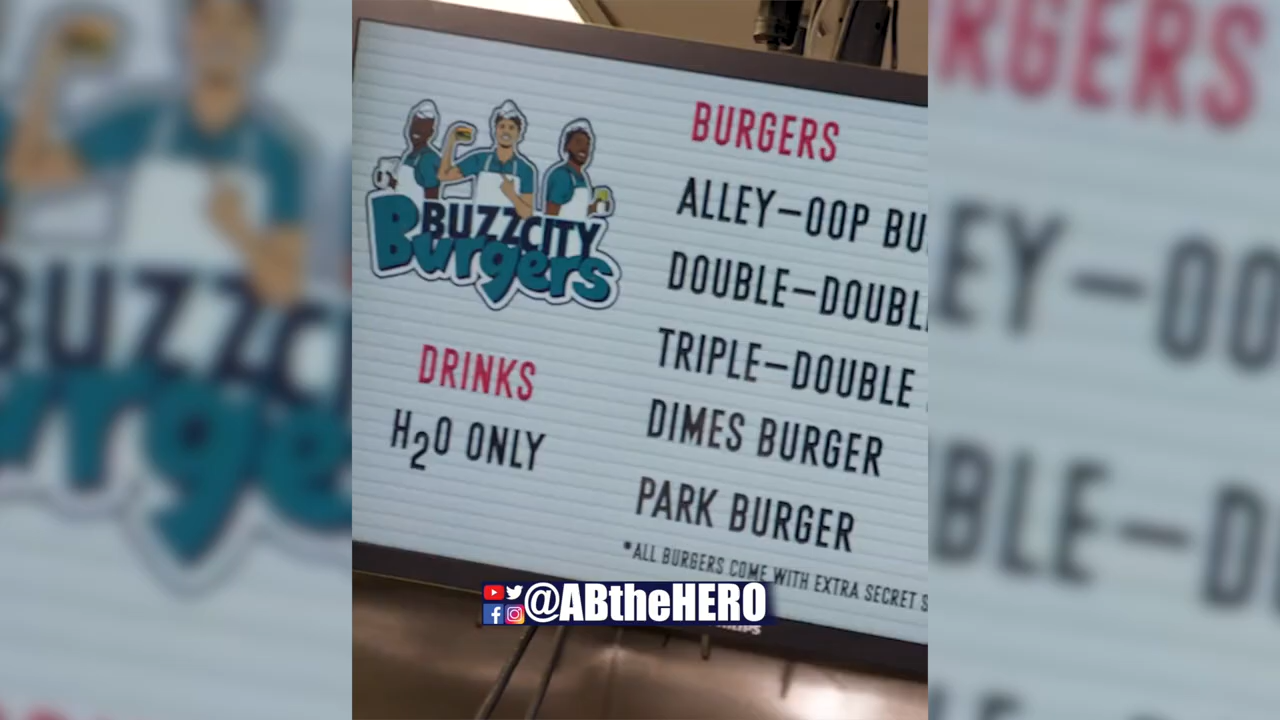 BUZZCITY
Burgers
DRINKS
H₂O ONLY
BURGERS
ALLEY-OOP BU
DOUBLE-DOUBL
TRIPLE-DOUBLE
DIMES BURGER
PARK BURGER
*ALL BURGERS COME WITH EXTRA SECRET S
@ABtheHERO